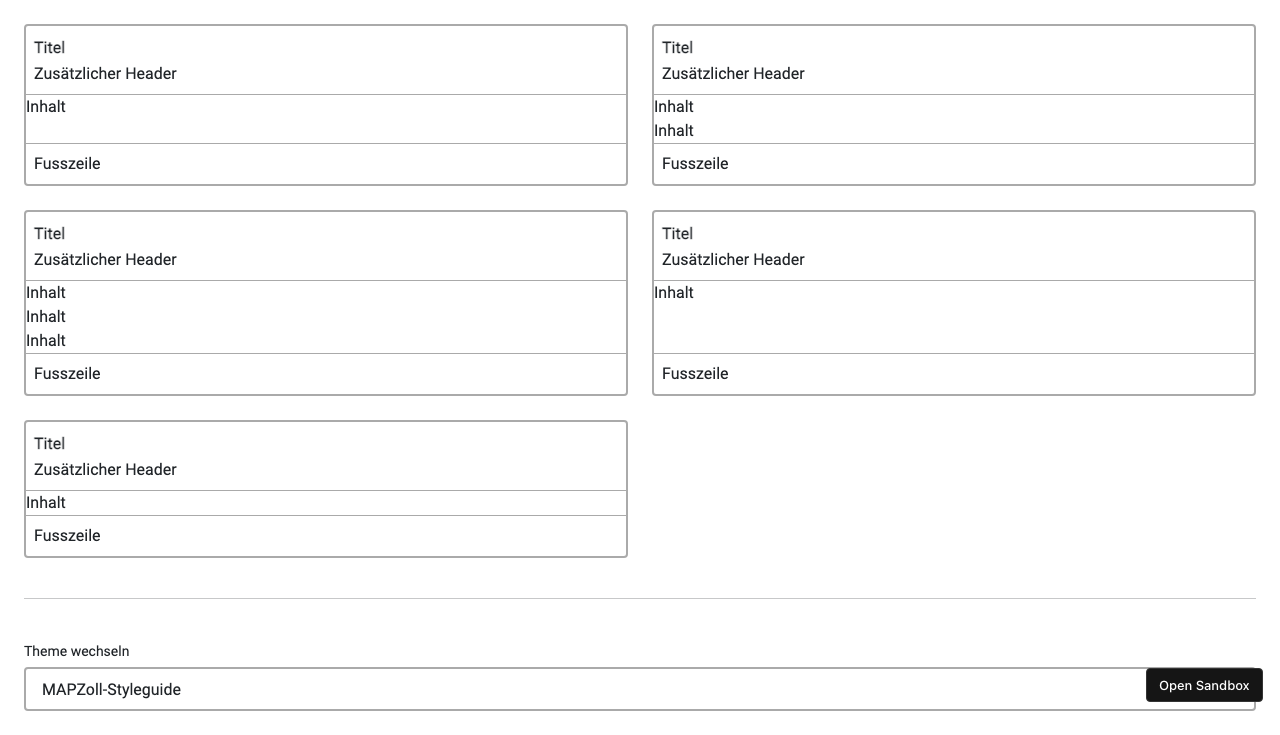 Titel
Zusätzlicher Header
Inhalt
Fusszeile
Titel
Zusätzlicher Header
Inhalt
Inhalt
Fusszeile
Titel
Zusätzlicher Header
Inhalt
Inhalt
Inhalt
Fusszeile
Titel
Zusätzlicher Header
Inhalt
Fusszeile
Titel
Zusätzlicher Header
Inhalt
Fusszeile
Theme wechseln
MAPZoll-Styleguide
Open Sandbox